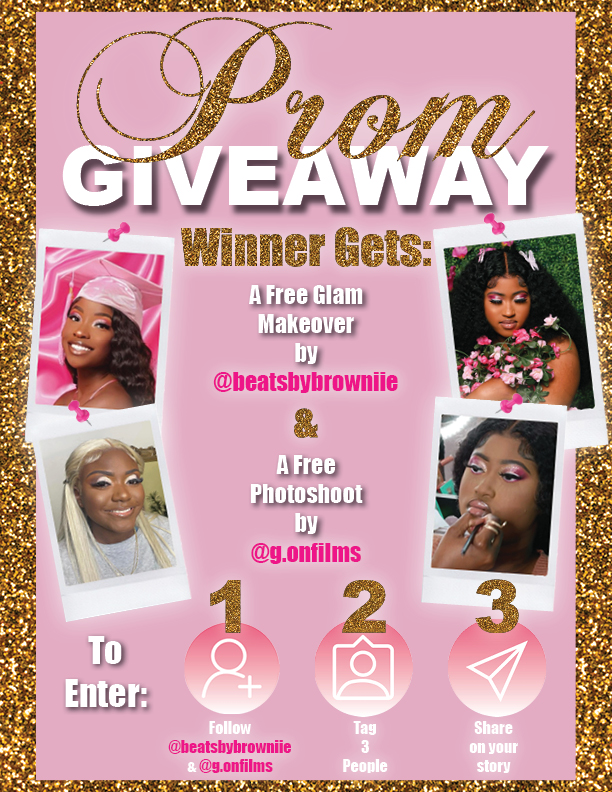 Prom
GIVEAWAY
Winner Gets:
A Free Glam
Makeover
by
@beatsbybrowniie
&
A Free
Photoshoot
by
@g.onfilms
To
Enter:
1
Follow
@beatsbybrowniie
& @g.onfilms
2
Tag
3
People
3
Share
on your
story